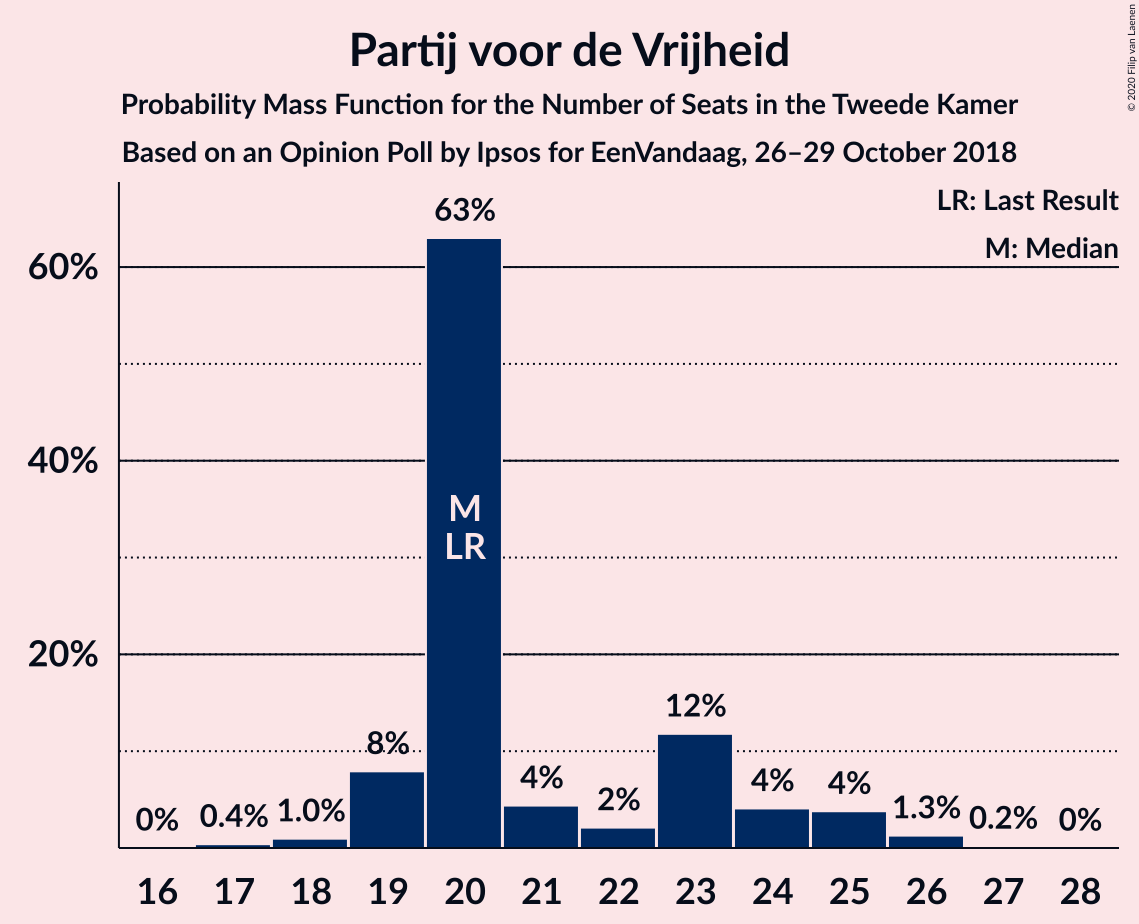 Partij voor de Vrijheid
Probability Mass Function for the Number of Seats in the Tweede Kamer
Based on an Opinion Poll by Ipsos for EenVandaag, 26–29 October 2018
© 2020 Filip van Laenen
LR: Last Result
M: Median
63%
60%
40%
M
LR
20%
12%
8%
4%
2%
4%
4%
0%
0.4%
1.0%
1.3%
0.2%
0%
16 17 18 19 20 21 22 23 24 25 26 27 28